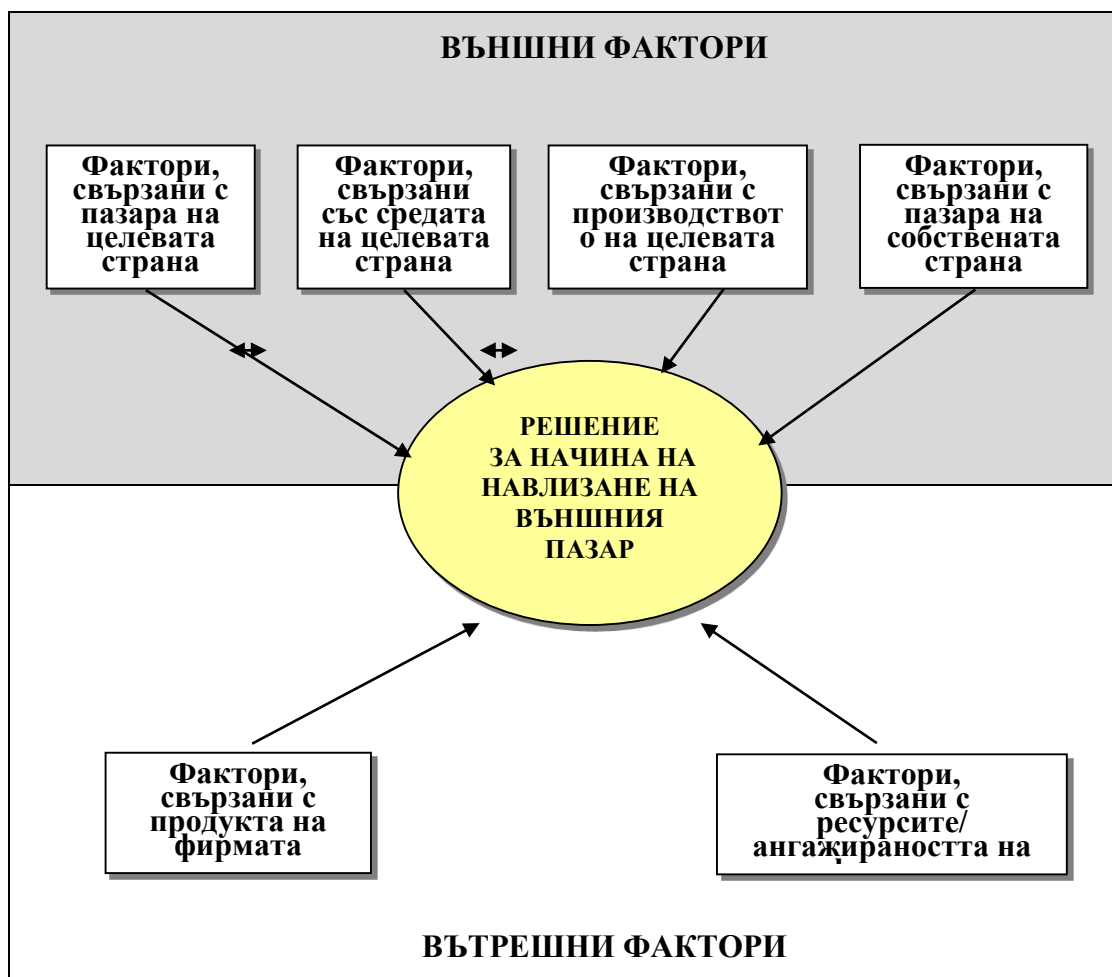 ВЪНШНИ ФАКТОРИ
Фактори,
свързани с
пазара на
целевата
страна
Фактори,
свързани
със средата
на целевата
страна
Фактори,
свързани с
производствот
о на целевата
страна
Фактори,
свързани с
пазара на
собствената
страна
РЕШЕНИЕ
ЗА НАЧИНА НА
НАВЛИЗАНЕ НА
ВЪНШНИЯ
ПАЗАР
Фактори,
свързани с
продукта на
фирмата
Фактори,
свързани с
ресурсите/
ангажираността на
ВЪТРЕШНИ ФАКТОРИ